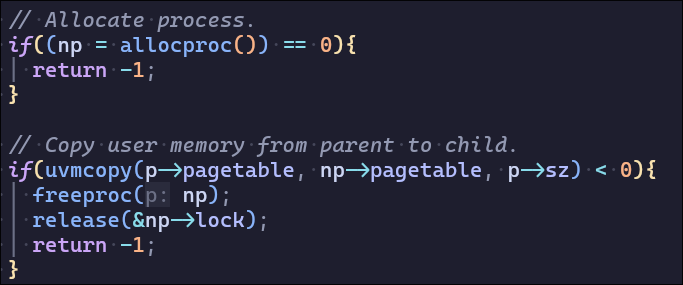 // Allocate process.
if((np = allocproc()) == 0){
  return -1;
}

// Copy user memory from parent to child.
if(uvmcopy(p->pagetable, np->pagetable, p->sz) < 0){
  freeproc(p: np);
  release(&np->lock);
  return -1;
}